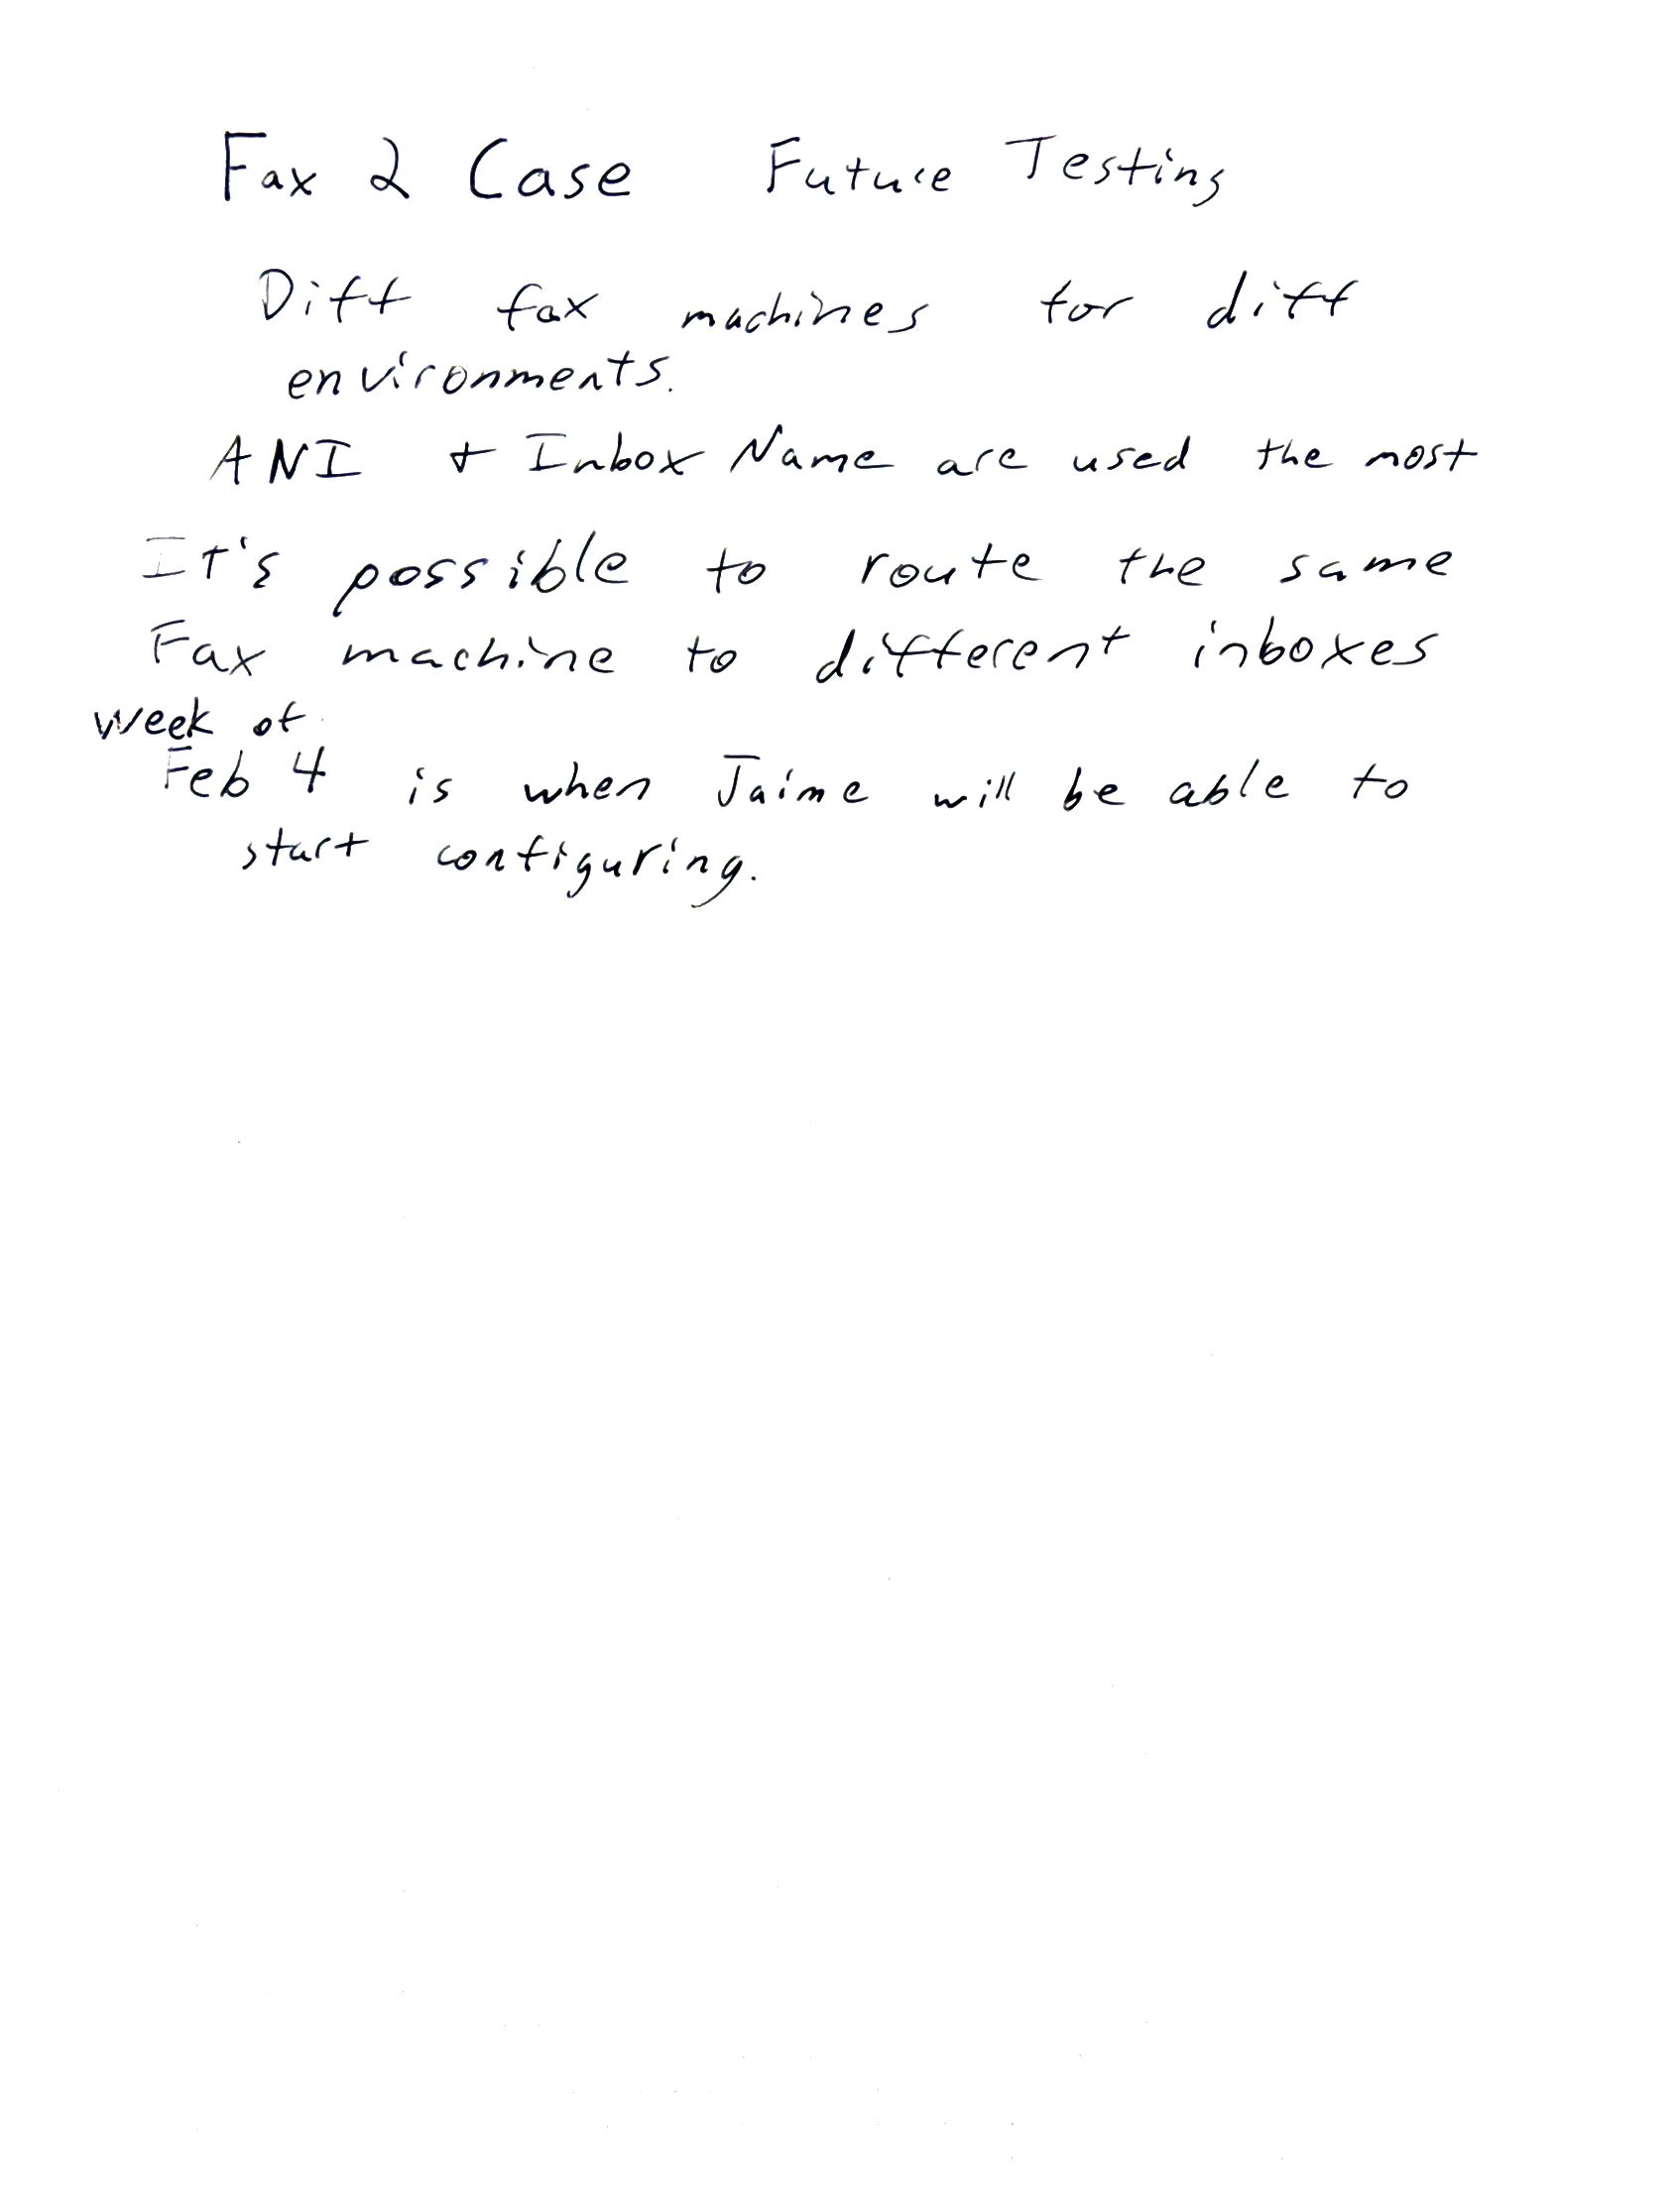 Fax 2 Case Future Testing
Diff fax machines for diff
environments.
ANI + Inbox Name are used the most
It's possible to route the same
Fax machine to different inboxes
week of
Feb 4 is when Jaime will be able to
start configuring.